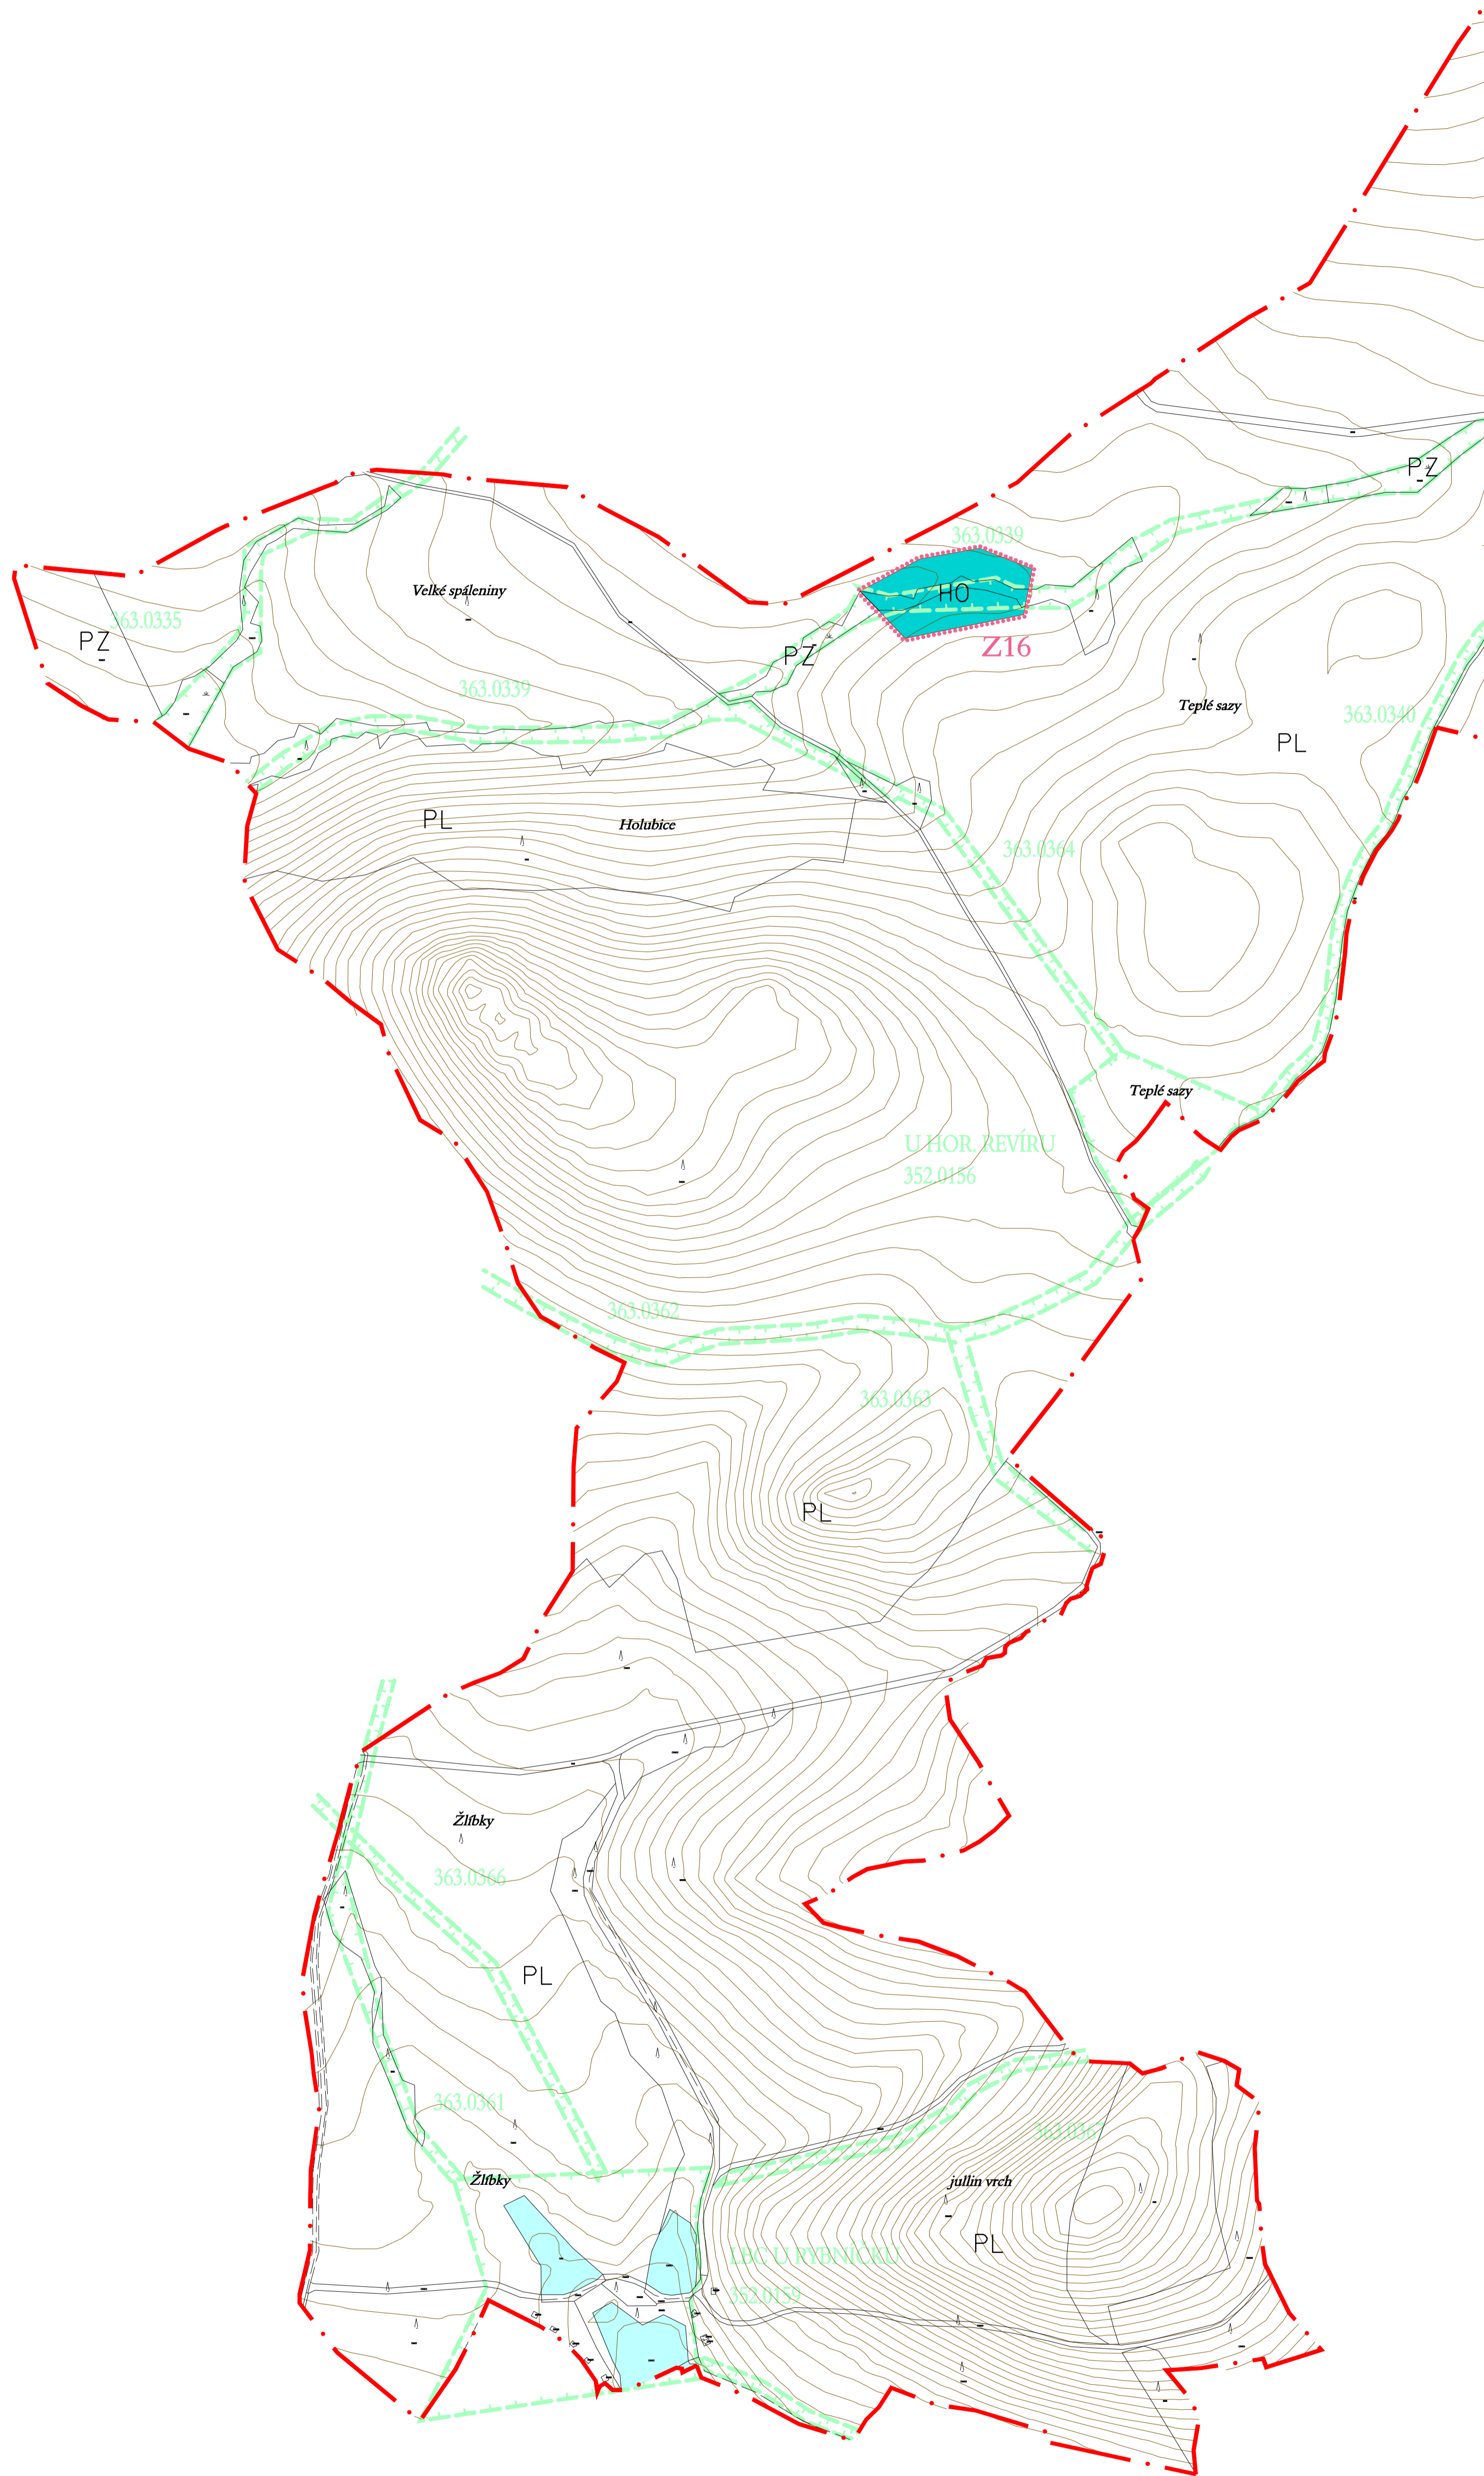 PZ
363.0339
HO
363.0335
Velké spáleniny
PZ
Z16
PZ
363.0339
Teplé sazy
363.0340
PL
PL
Holubice
363.0364
Teplé sazy
U HOR. REVÍRU
352.0156
363.0362
363.0363
PL
Žlíbky
363.0366
PL
363.0361
363.0367
Žlíbky
jullin vrch
PL
LBC U RYBNÍČKU
352.0159